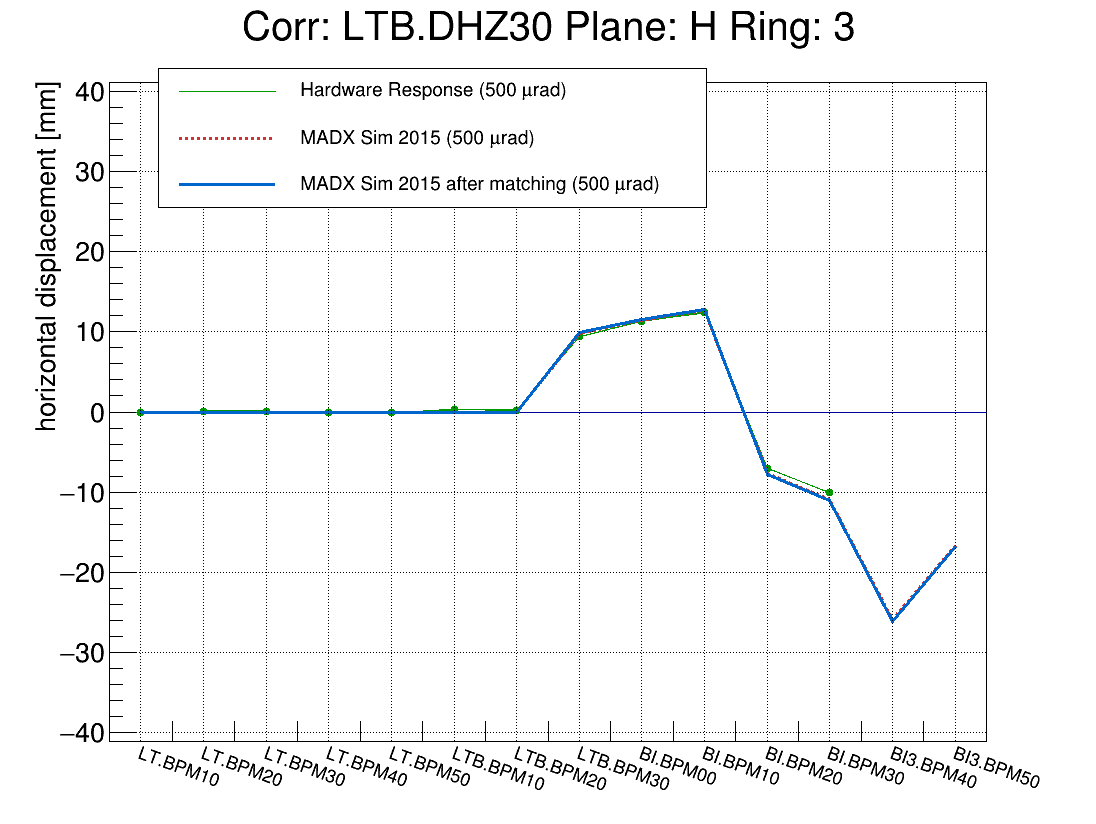 Corr: LTB.DHZ30 Plane: H Ring: 3
Hardware Response (500 μrad)
MADX Sim 2015 (500 μrad)
MADX Sim 2015 after matching (500 μrad)
horizontal displacement [mm]
40
30
20
10
0
−10
−20
−30
−40
LT.BPM10
LT.BPM20
LT.BPM30
LT.BPM40
LT.BPM50
LTB.BPM10
LTB.BPM20
LTB.BPM30
BI.BPM00
BI.BPM10
BI.BPM20
BI.BPM30
BI3.BPM40
BI3.BPM50